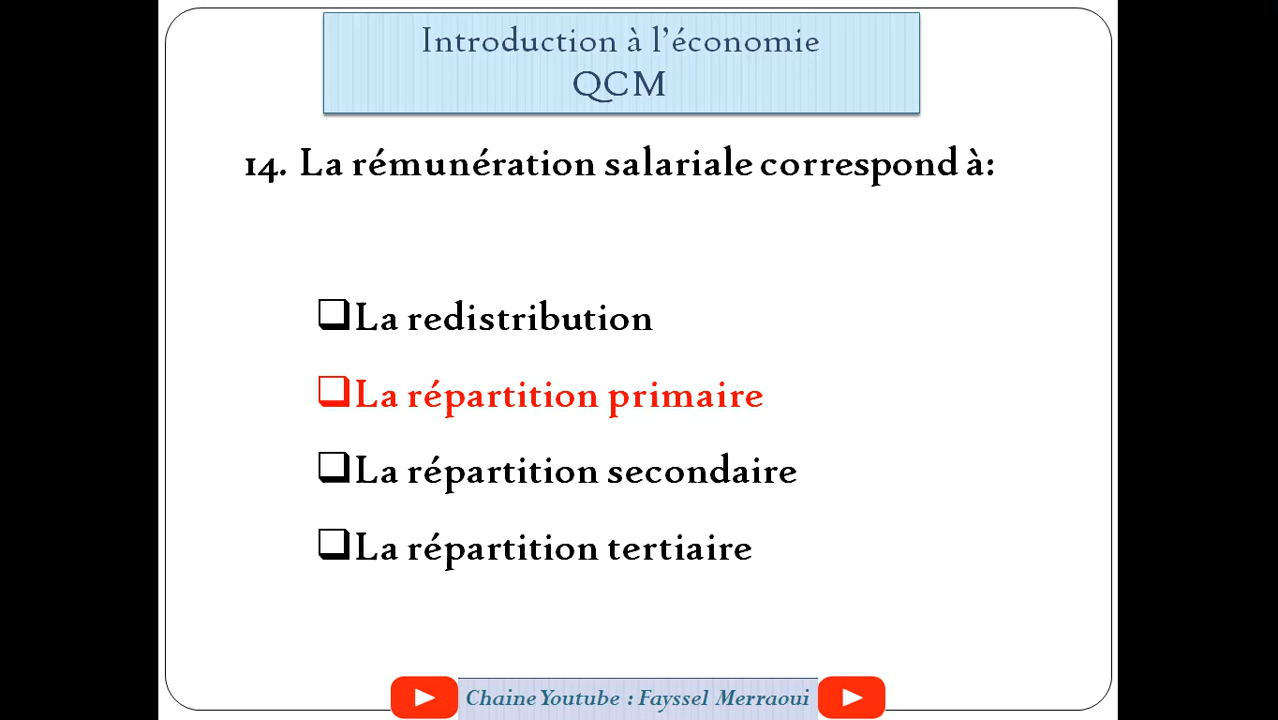 Introduction à l'économie
QCM
14. La rémunération salariale correspond à:
La redistribution
La répartition primaire
La répartition secondaire
La répartition tertiaire
Chaine Youtube : Fayssel Merraoui